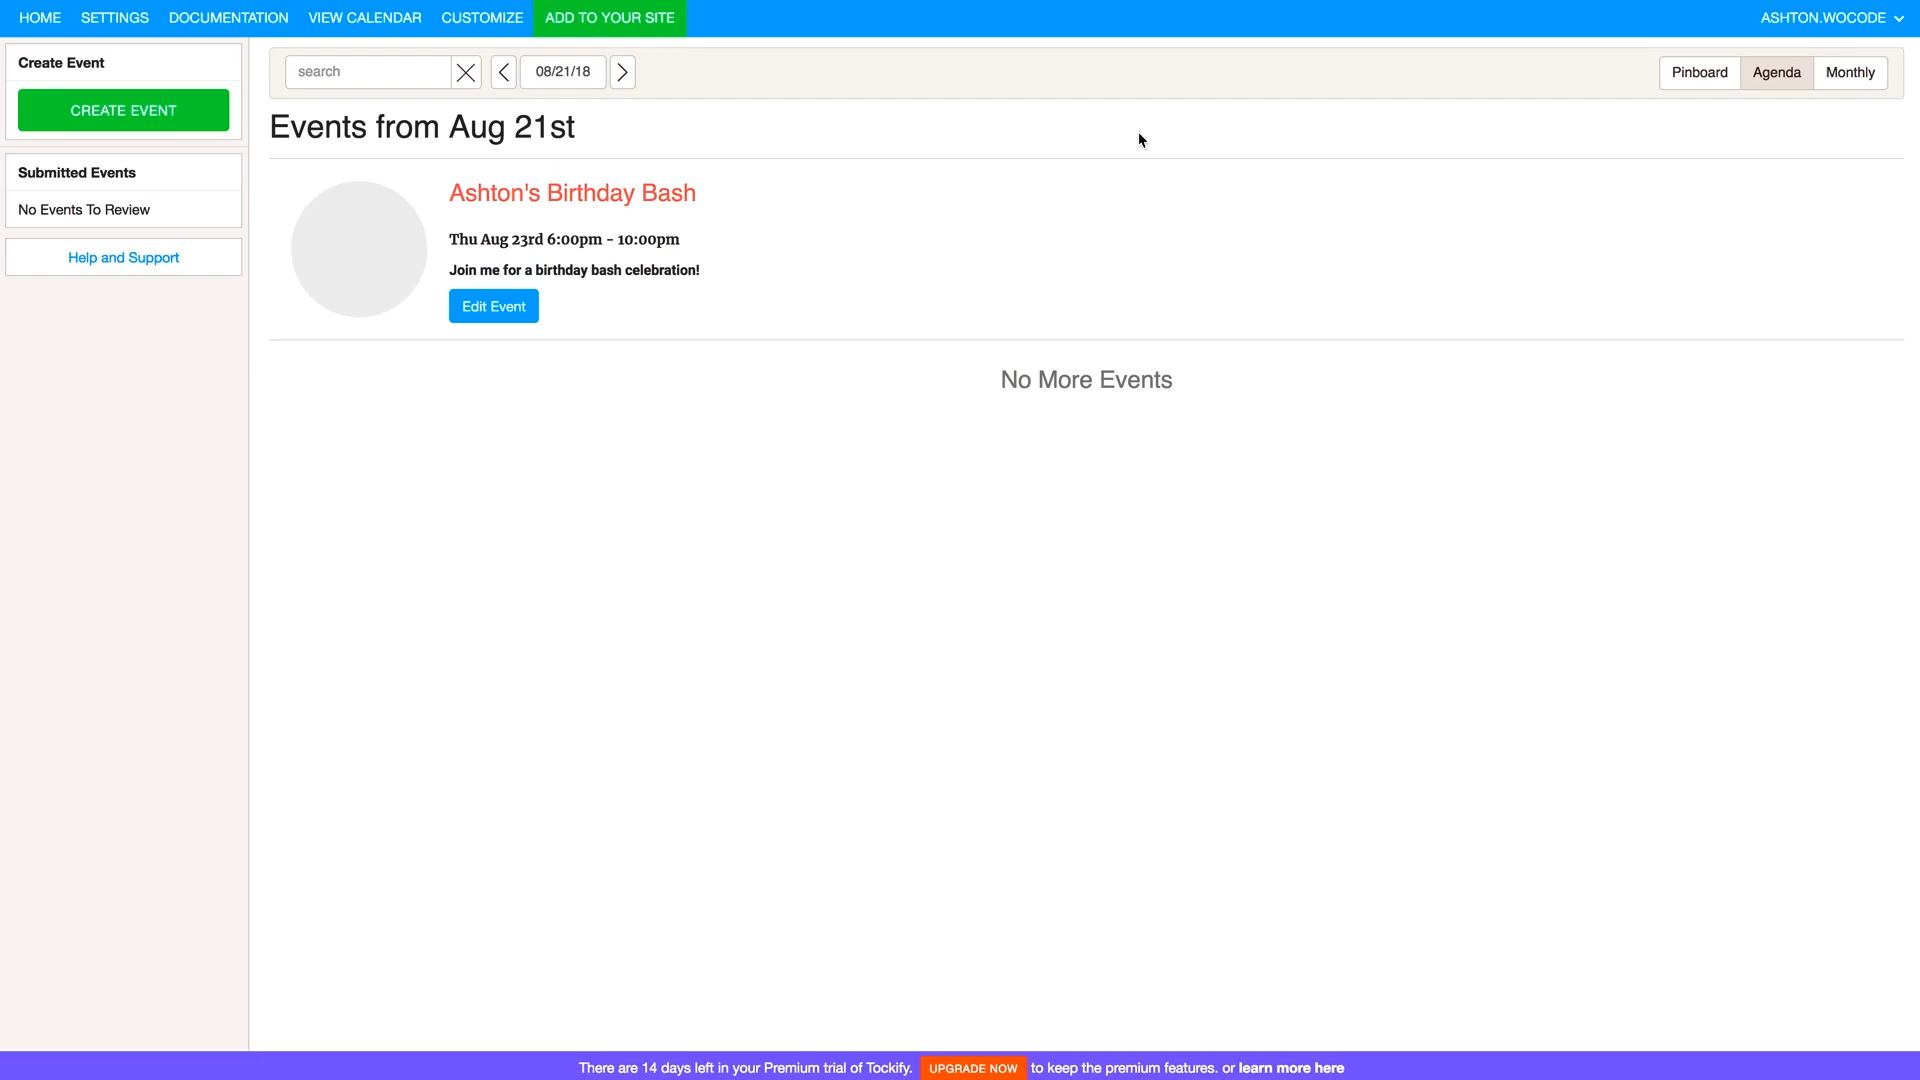 HOME SETTINGS DOCUMENTATION VIEW CALENDAR CUSTOMIZE ADD TO YOUR SITE ASHTON.WOCODE
Create Event
CREATE EVENT
Submitted Events
No Events To Review
Help and Support
search 08/21/18 Pinboard Agenda Monthly
Events from Aug 21st
Ashton's Birthday Bash
Thu Aug 23rd 6:00pm - 10:00pm
Join me for a birthday bash celebration!
Edit Event
No More Events
There are 14 days left in your Premium trial of Tockify. UPGRADE NOW to keep the premium features. or learn more here